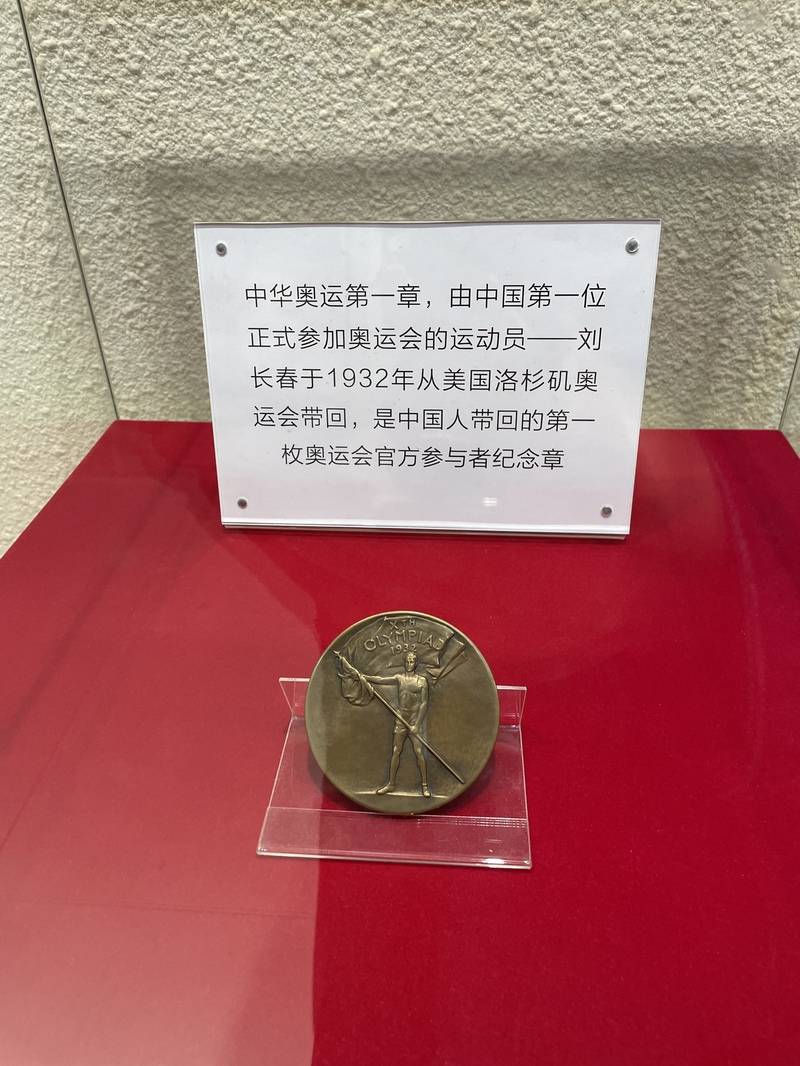 中华奥运第一章，由中国第一位
正式参加奥运会的运动员——刘
长春于1932年从美国洛杉矶奥
运会带回，是中国人带回的第一
枚奥运会官方参与者纪念章
XTH
OLYMPIAD
1932